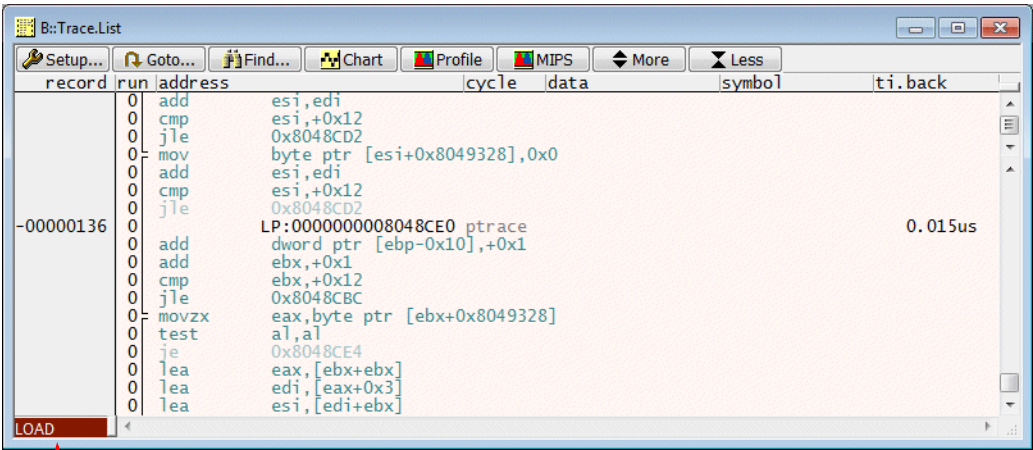 B::Trace.List
Setup... Goto... Find... Chart Profile MIPS More Less
record run address cycle data symbol ti.back
0 add esi,edi
0 cmp esi,+0x12
0 jle 0x8048CD2
0 mov byte ptr [esi+0x8049328],0x0
0 add esi,edi
0 cmp esi,+0x12
0 jle 0x8048CD2
-00000136 0 LP:0000000008048CE0 ptrace 0.015us
0 add dword ptr [ebp-0x10],+0x1
0 add ebx,+0x1
0 cmp ebx,+0x12
0 jle 0x8048CBC
0 movzx eax,byte ptr [ebx+0x8049328]
0 test al,al
0 je 0x8048CE4
0 lea eax,[ebx+ebx]
0 lea edi,[eax+0x3]
0 lea esi,[edi+ebx]
LOAD